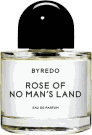 BYREDO
ROSE OF
NO MAN'S LAND
EAU DE PARFUM